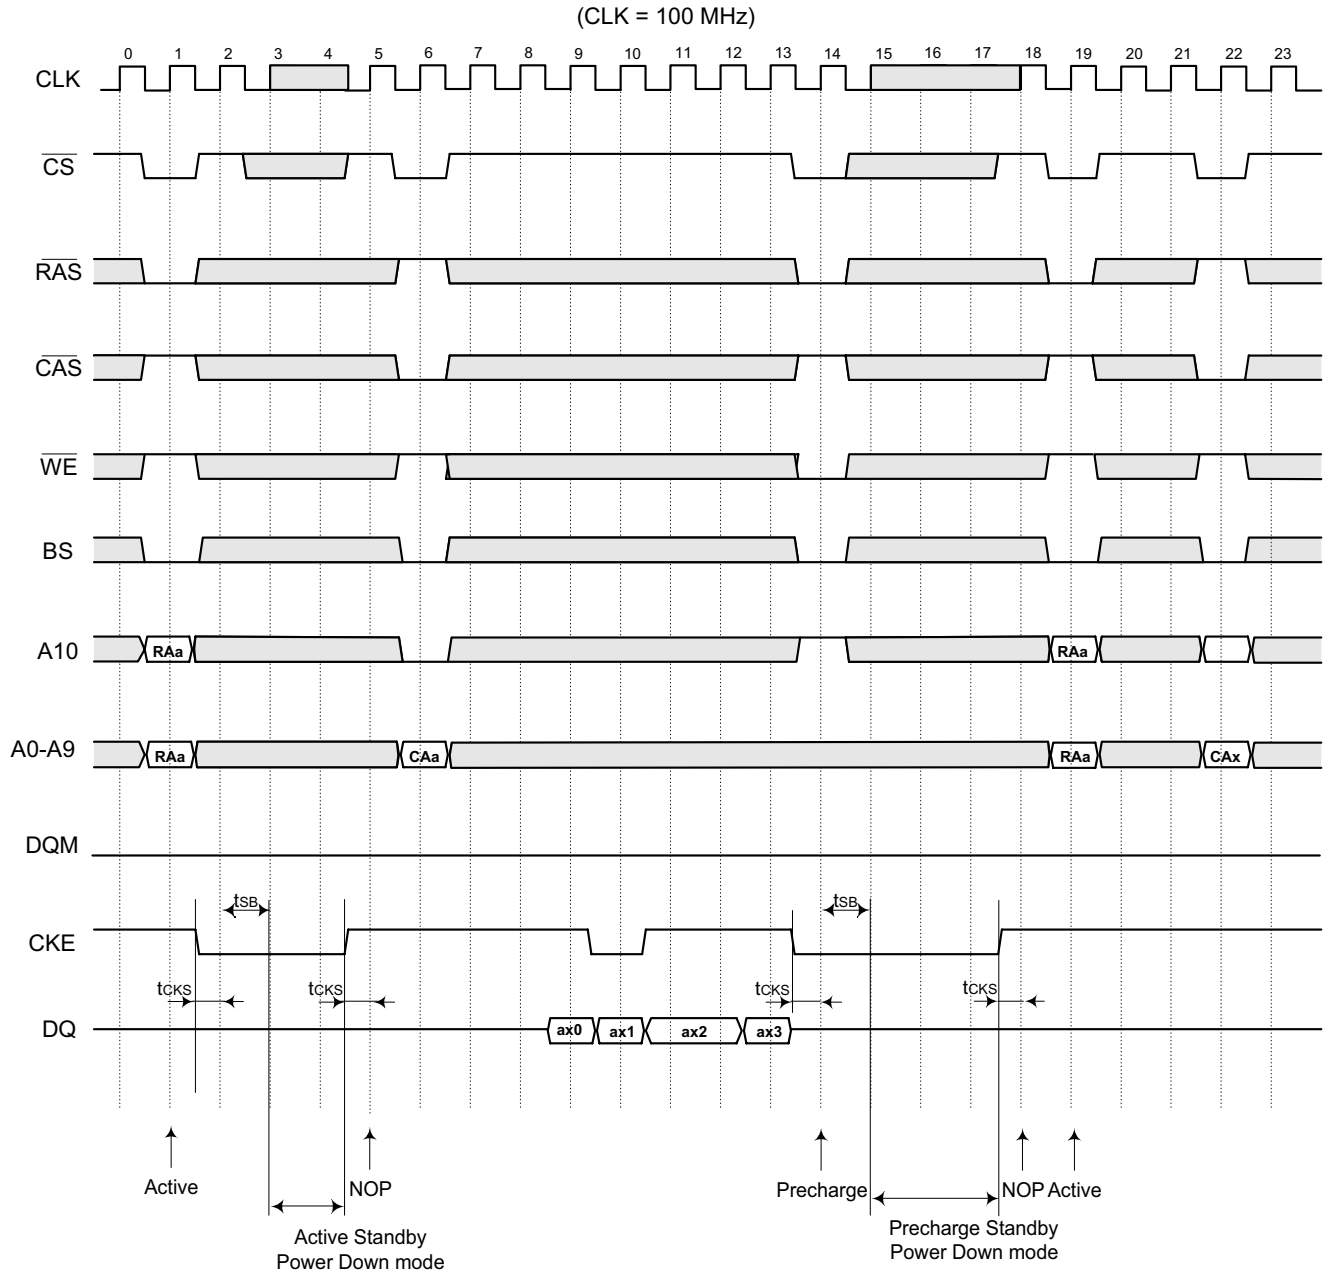 (CLK = 100 MHz)
0 1 2 3 4 5 6 7 8 9 10 11 12 13 14 15 16 17 18 19 20 21 22 23
CLK
CS
RAS
CAS
WE
BS
A10 RAa RAa
A0-A9 RAa CAa RAa CAx
DQM
tSB tSB
CKE
tCKS tCKS tCKS tCKS
DQ ax0 ax1 ax2 ax3
Active NOP Precharge NOP Active
Active Standby
Power Down mode
Precharge Standby
Power Down mode